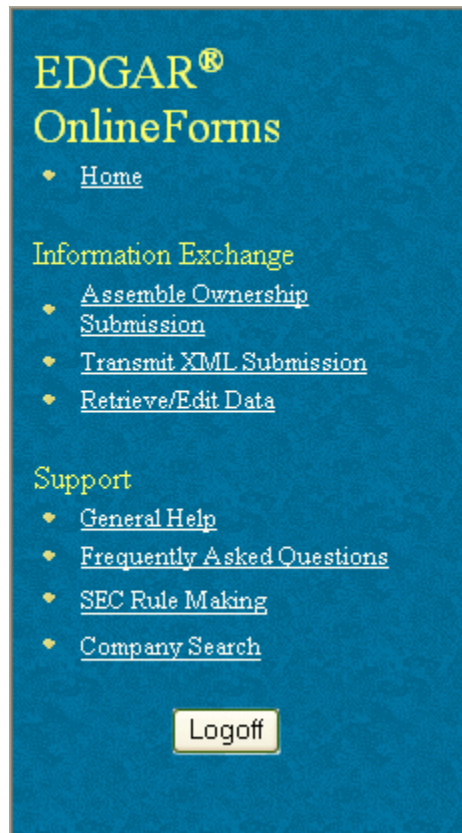 EDGAR®
OnlineForms
Home
Information Exchange
Assemble Ownership
Submission
Transmit XML Submission
Retrieve/Edit Data
Support
General Help
Frequently Asked Questions
SEC Rule Making
Company Search
Logoff